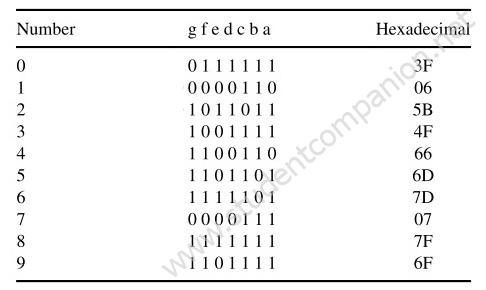 Number g f e d c b a Hexadecimal
0 0 1 1 1 1 1 1 3F
1 0 0 0 0 1 1 0 06
2 1 0 1 1 0 1 1 5B
3 1 0 0 1 1 1 1 4F
4 1 1 0 0 1 1 0 66
5 1 1 0 1 1 0 1 6D
6 1 1 1 1 1 0 1 7D
7 0 0 0 0 1 1 1 07
8 1 1 1 1 1 1 1 7F
9 1 1 0 1 1 1 1 6F
www.studentcompanion.net